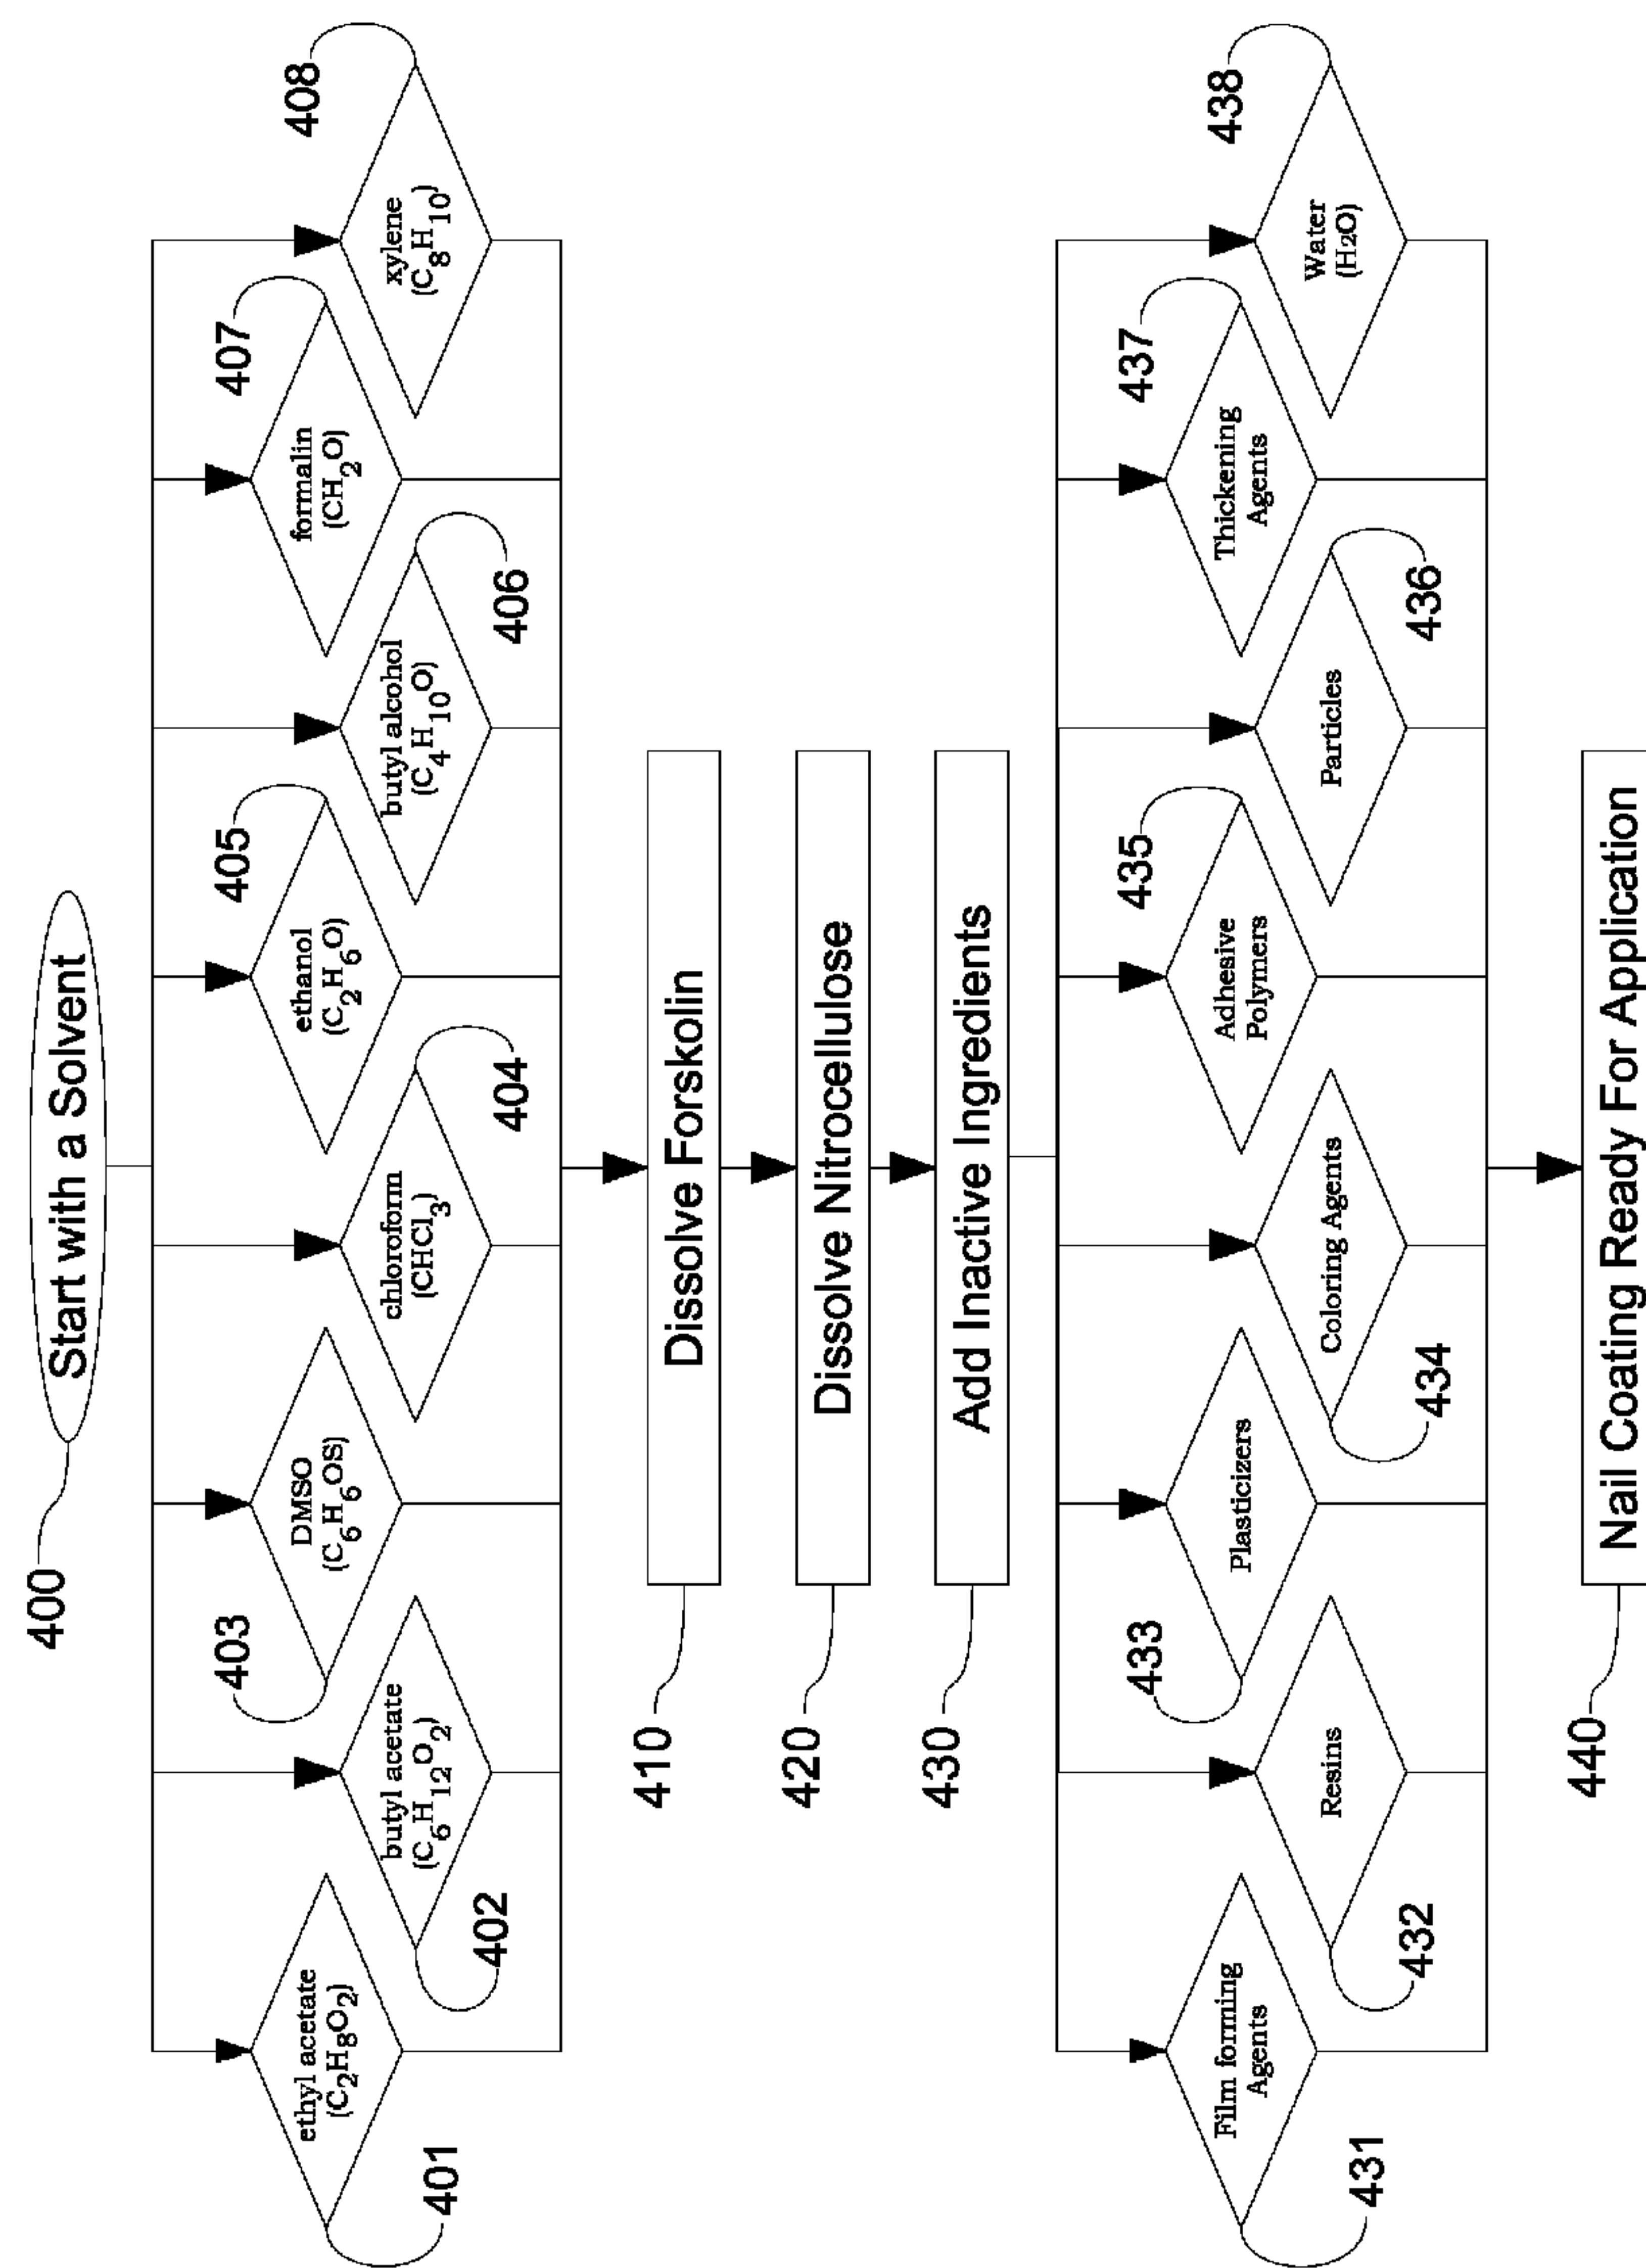 400
Start with a Solvent
401
ethyl acetate
(C2H8O2)
402
butyl acetate
(C6H12O2)
403
DMSO
(C6H6OS)
404
chloroform
(CHCl3)
405
ethanol
(C2H6O)
406
butyl alcohol
(C4H10O)
407
formalin
(CH2O)
408
xylene
(C8H10)
410
Dissolve Forskolin
420
Dissolve Nitrocellulose
430
Add Inactive Ingredients
431
Film forming
Agents
432
Resins
433
Plasticizers
434
Coloring Agents
435
Adhesive
Polymers
436
Particles
437
Thickening
Agents
438
Water
(H2O)
440
Nail Coating Ready For Application